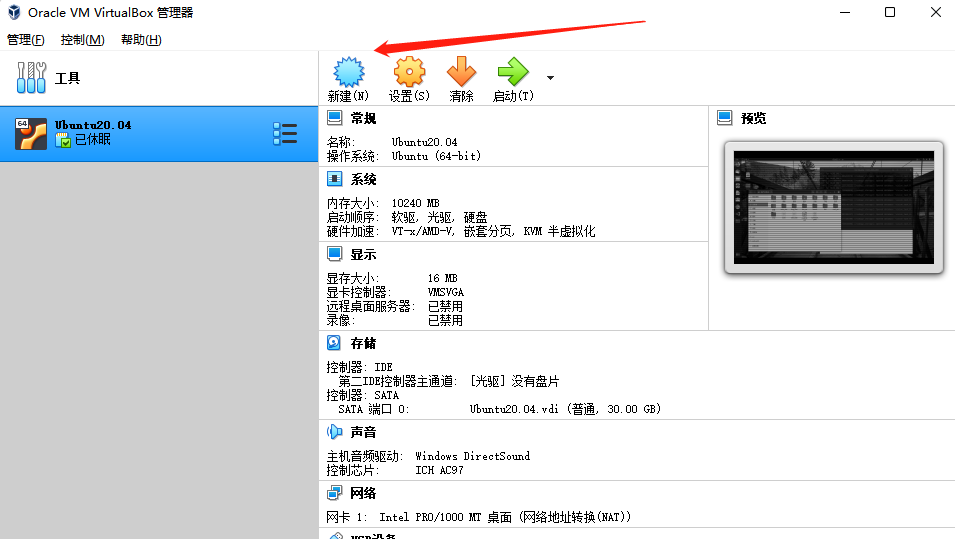 Oracle VM VirtualBox 管理器
管理(F) 控制(M) 帮助(H)
工具
新建(N) 设置(S) 清除 启动(T)
64
Ubuntu20.04
已休眠
常规
名称: Ubuntu20.04
操作系统: Ubuntu (64-bit)
系统
内存大小: 10240 MB
启动顺序: 软驱, 光驱, 硬盘
硬件加速: VT-x/AMD-V, 嵌套分页, KVM 半虚拟化
显示
显存大小: 16 MB
显卡控制器: VMSVGA
远程桌面服务器: 已禁用
录像: 已禁用
预览
存储
控制器: IDE
第二IDE控制器主通道: [光驱] 没有盘片
控制器: SATA
SATA 端口 0: Ubuntu20.04.vdi (普通, 30.00 GB)
声音
主机音频驱动: Windows DirectSound
控制芯片: ICH AC97
网络
网卡 1: Intel PRO/1000 MT 桌面 (网络地址转换(NAT))
USB设备